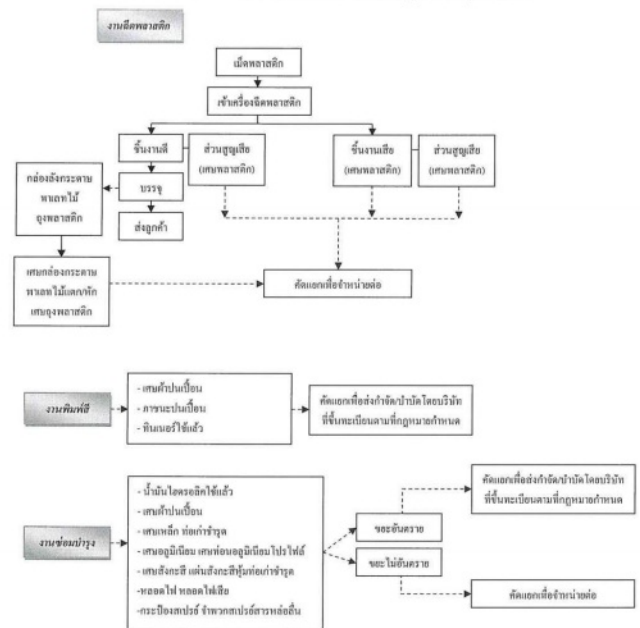 งานฉีดพลาสติก
เม็ดพลาสติก
เข้าเครื่องฉีดพลาสติก
ชิ้นงานดี
ส่วนสูญเสีย
(เศษพลาสติก)
ชิ้นงานเสีย
(เศษพลาสติก)
ส่วนสูญเสีย
(เศษพลาสติก)
กล่องลังกระดาษ
พาเลทไม้
ถุงพลาสติก
บรรจุ
ส่งลูกค้า
เศษกล่องกระดาษ
พาเลทไม้แตก/หัก
เศษถุงพลาสติก
คัดแยกเพื่อจำหน่ายต่อ
งานพิมพ์สี
- เศษผ้าปนเปื้อน
- ภาชนะปนเปื้อน
- ทินเนอร์ใช้แล้ว
คัดแยกเพื่อส่งกำจัด/บำบัดโดยบริษัท
ที่ขึ้นทะเบียนตามที่กฎหมายกำหนด
งานซ่อมบำรุง
- น้ำมันไฮดรอลิคใช้แล้ว
- เศษผ้าปนเปื้อน
- เศษเหล็ก ท่อเก่าชำรุด
- เศษอลูมิเนียม เศษท่อนอลูมิเนียมโปรไฟล์
- เศษสังกะสี แผ่นสังกะสีหุ้มท่อเก่าชำรุด
-หลอดไฟ หลอดไฟเสีย
-กระป๋องสเปรย์ จำพวกสเปรย์สารหล่อลื่น
ขยะอันตราย
ขยะไม่อันตราย
คัดแยกเพื่อส่งกำจัด/บำบัดโดยบริษัท
ที่ขึ้นทะเบียนตามที่กฎหมายกำหนด
คัดแยกเพื่อจำหน่ายต่อ